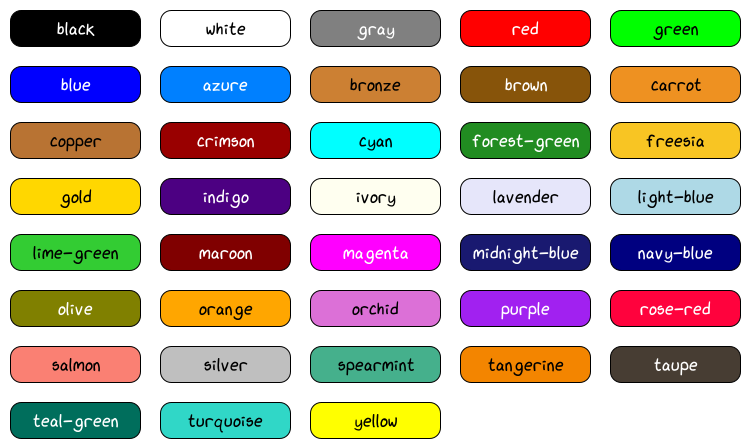 black white gray red green
blue azure bronze brown carrot
copper crimson cyan forest-green freesia
gold indigo ivory lavender light-blue
lime-green maroon magenta midnight-blue navy-blue
olive orange orchid purple rose-red
salmon silver spearmint tangerine taupe
teal-green turquoise yellow